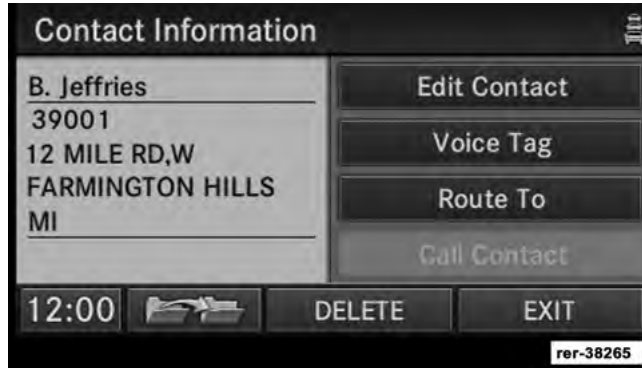 Contact Information
B. Jeffries
39001
12 MILE RD,W
FARMINGTON HILLS
MI
Edit Contact
Voice Tag
Route To
Call Contact
12:00
DELETE
EXIT
rer-38265